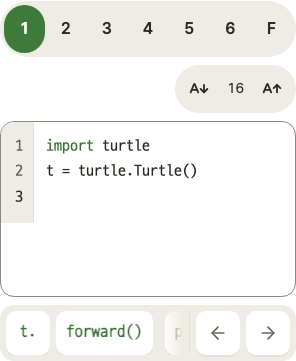 1 2 3 4 5 6 F
A↓ 16 A↑
1 import turtle
2 t = turtle.Turtle()
3
t. forward() p ← →